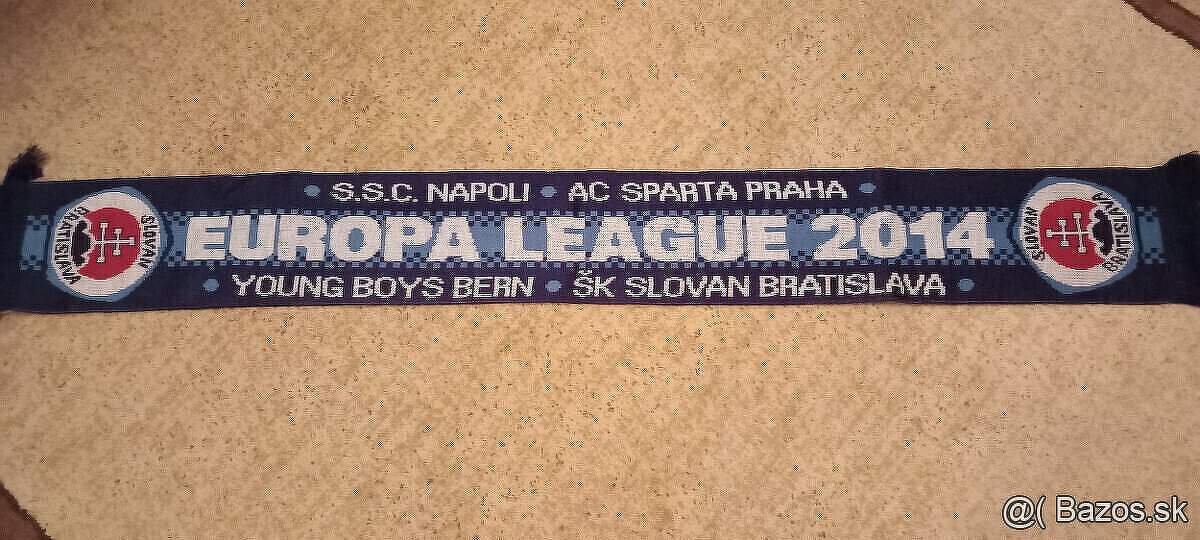 S.S.C. NAPOLI • AC SPARTA PRAHA •
EUROPA LEAGUE 2014
• YOUNG BOYS BERN • ŠK SLOVAN BRATISLAVA •
SLOVAN BRATISLAVA
SLOVAN BRATISLAVA
@( Bazos.sk